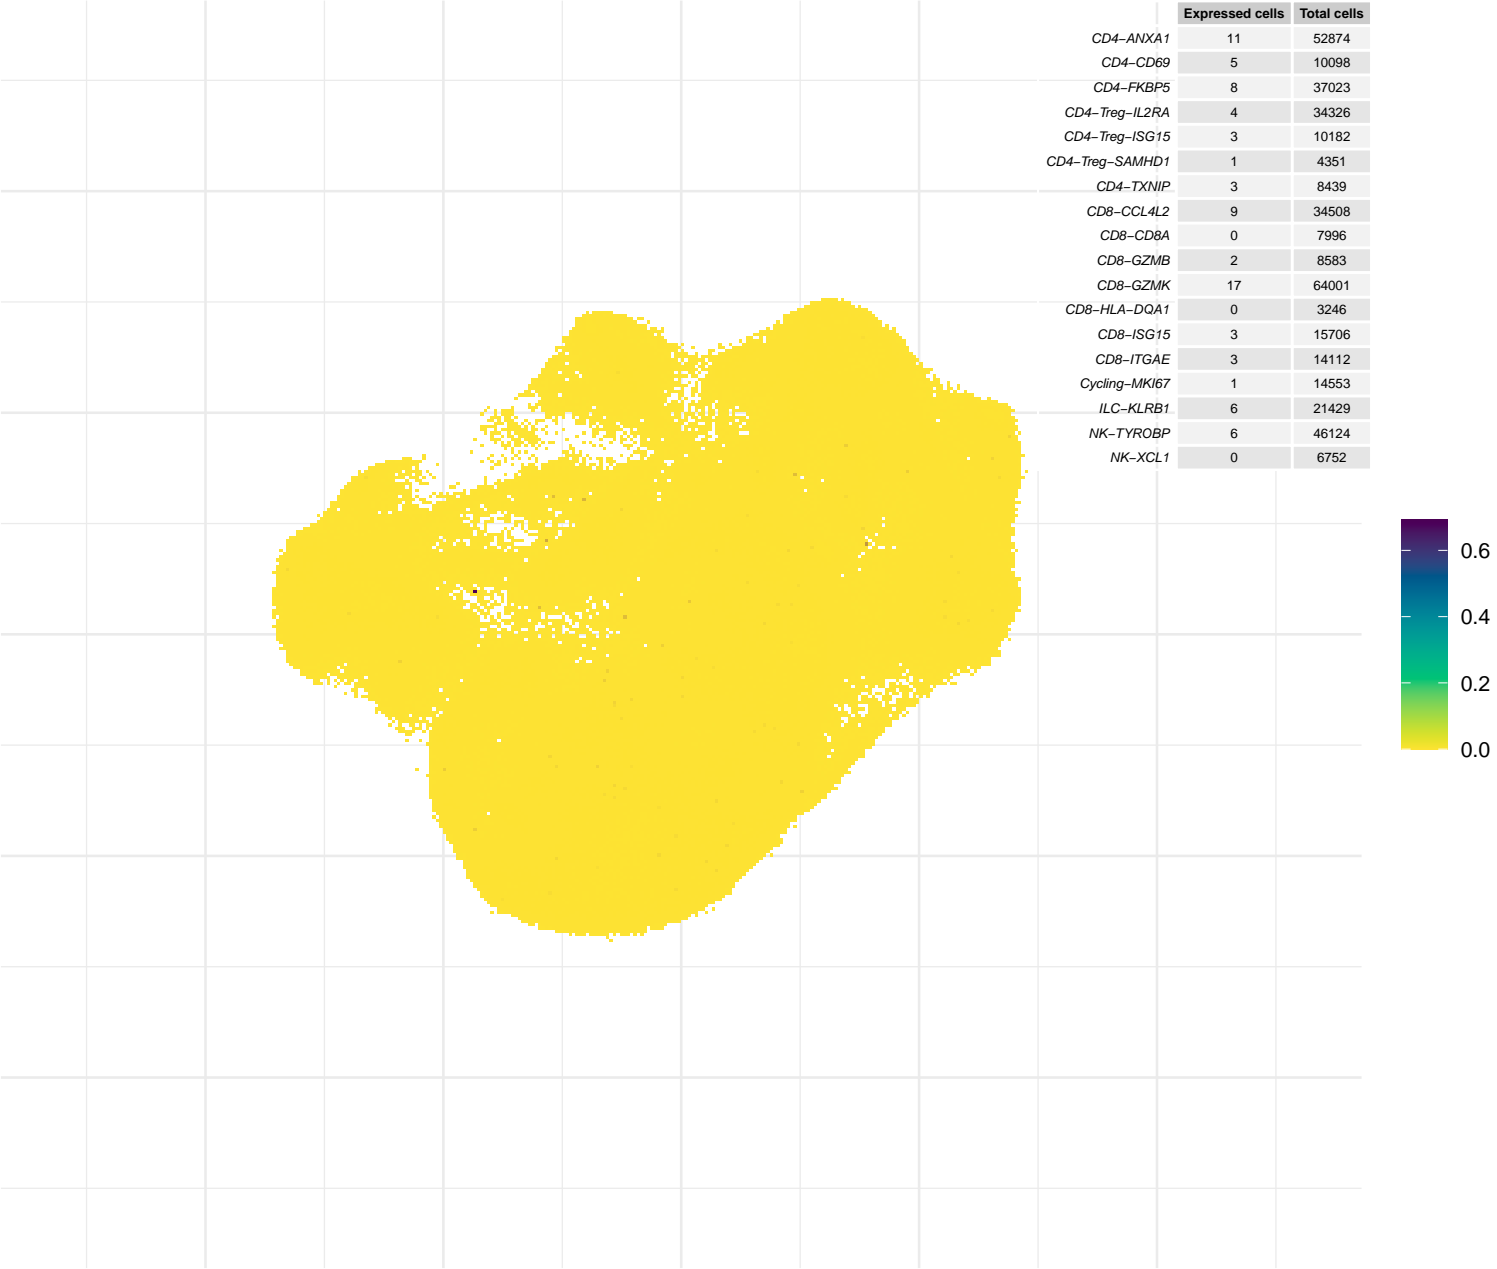 Expressed cells Total cells
CD4−ANXA1 11 52874
CD4−CD69 5 10098
CD4−FKBP5 8 37023
CD4−Treg−IL2RA 4 34326
CD4−Treg−ISG15 3 10182
CD4−Treg−SAMHD1 1 4351
CD4−TXNIP 3 8439
CD8−CCL4L2 9 34508
CD8−CD8A 0 7996
CD8−GZMB 2 8583
CD8−GZMK 17 64001
CD8−HLA−DQA1 0 3246
CD8−ISG15 3 15706
CD8−ITGAE 3 14112
Cycling−MKI67 1 14553
ILC−KLRB1 6 21429
NK−TYROBP 6 46124
NK−XCL1 0 6752
0.6
0.4
0.2
0.0